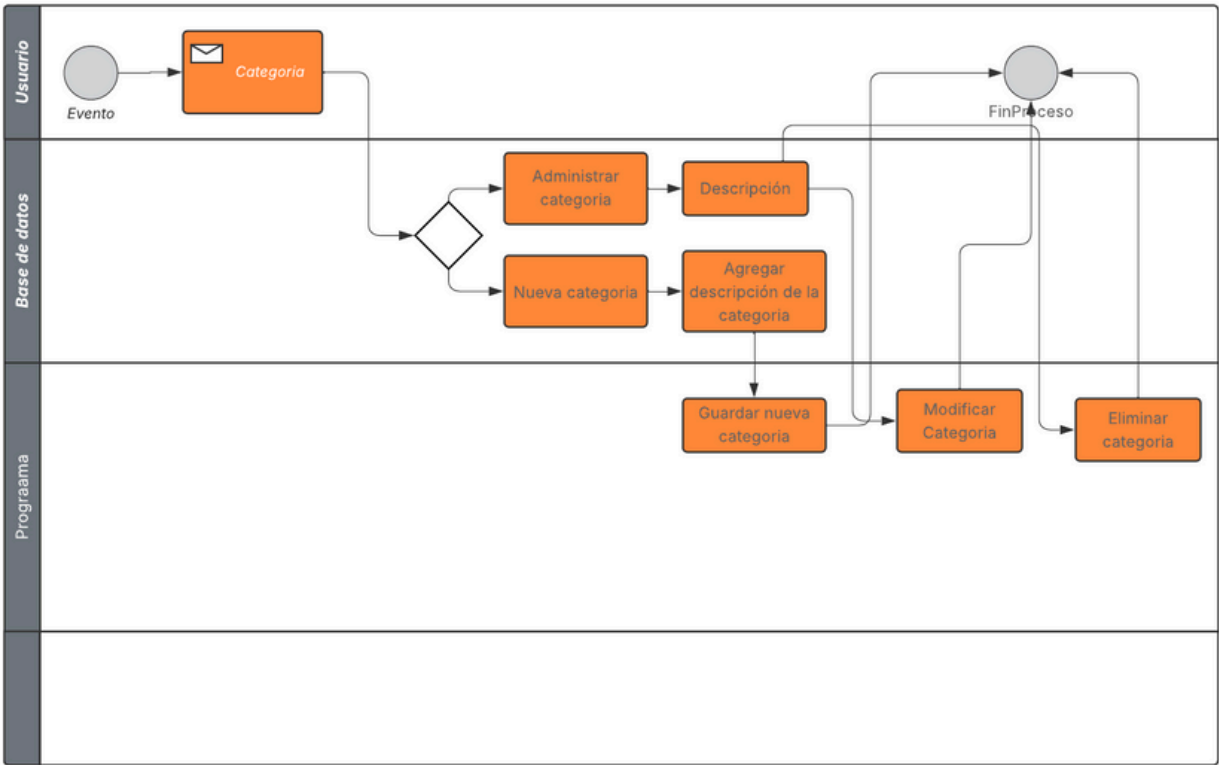 Usuario
Evento
Categoria
FinProceso
Base de datos
Administrar
categoria
Descripción
Nueva categoria
Agregar
descripción de la
categoria
Prograama
Guardar nueva
categoria
Modificar
Categoria
Eliminar
categoria